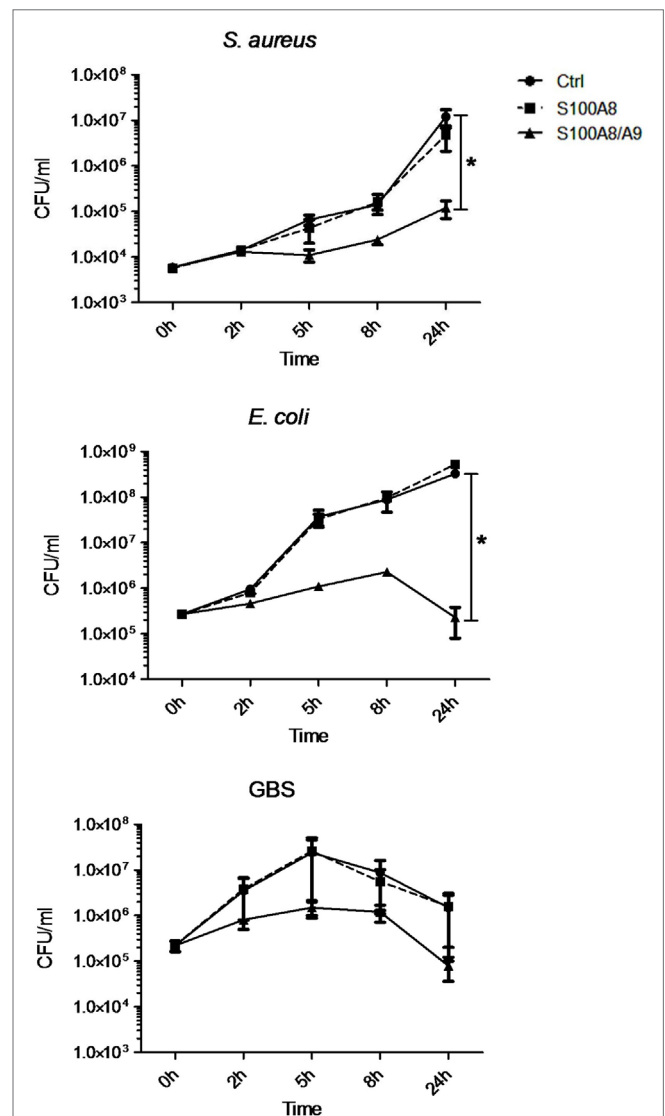 S. aureus
1.0×10⁸
1.0×10⁷
1.0×10⁶
1.0×10⁵
1.0×10⁴
1.0×10³
CFU/ml
0h
2h
5h
8h
24h
Time
*
Ctrl
S100A8
S100A8/A9
E. coli
1.0×10⁹
1.0×10⁸
1.0×10⁷
1.0×10⁶
1.0×10⁵
1.0×10⁴
CFU/ml
0h
2h
5h
8h
24h
Time
*
GBS
1.0×10⁸
1.0×10⁷
1.0×10⁶
1.0×10⁵
1.0×10⁴
1.0×10³
CFU/ml
0h
2h
5h
8h
24h
Time